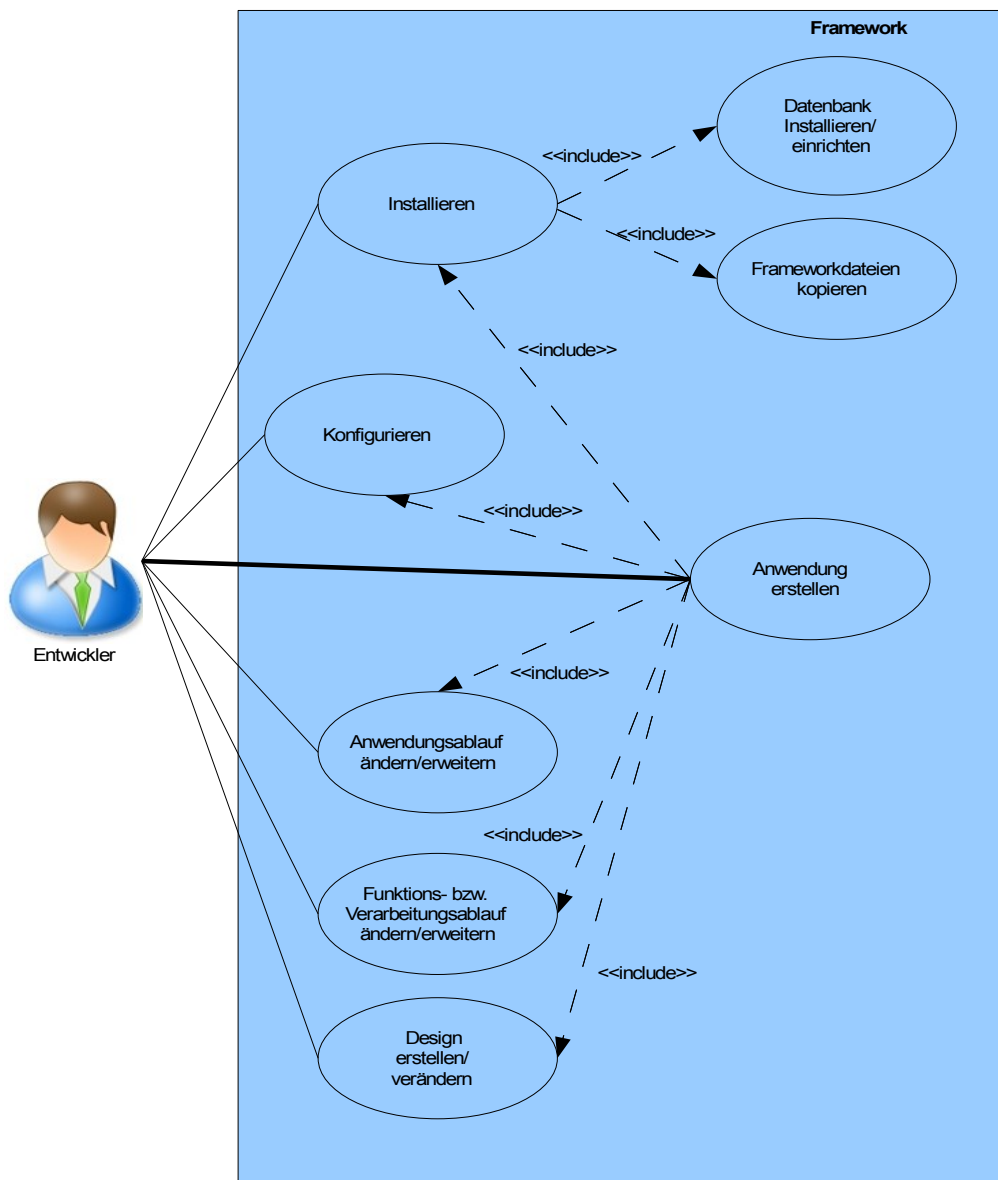 Framework
Datenbank
Installieren/
einrichten
<<include>>
Installieren
<<include>>
Frameworkdateien
kopieren
<<include>>
Konfigurieren
<<include>>
Anwendung
erstellen
Entwickler
<<include>>
Anwendungsablauf
ändern/erweitern
<<include>>
Funktions- bzw.
Verarbeitungsablauf
ändern/erweitern
<<include>>
Design
erstellen/
verändern